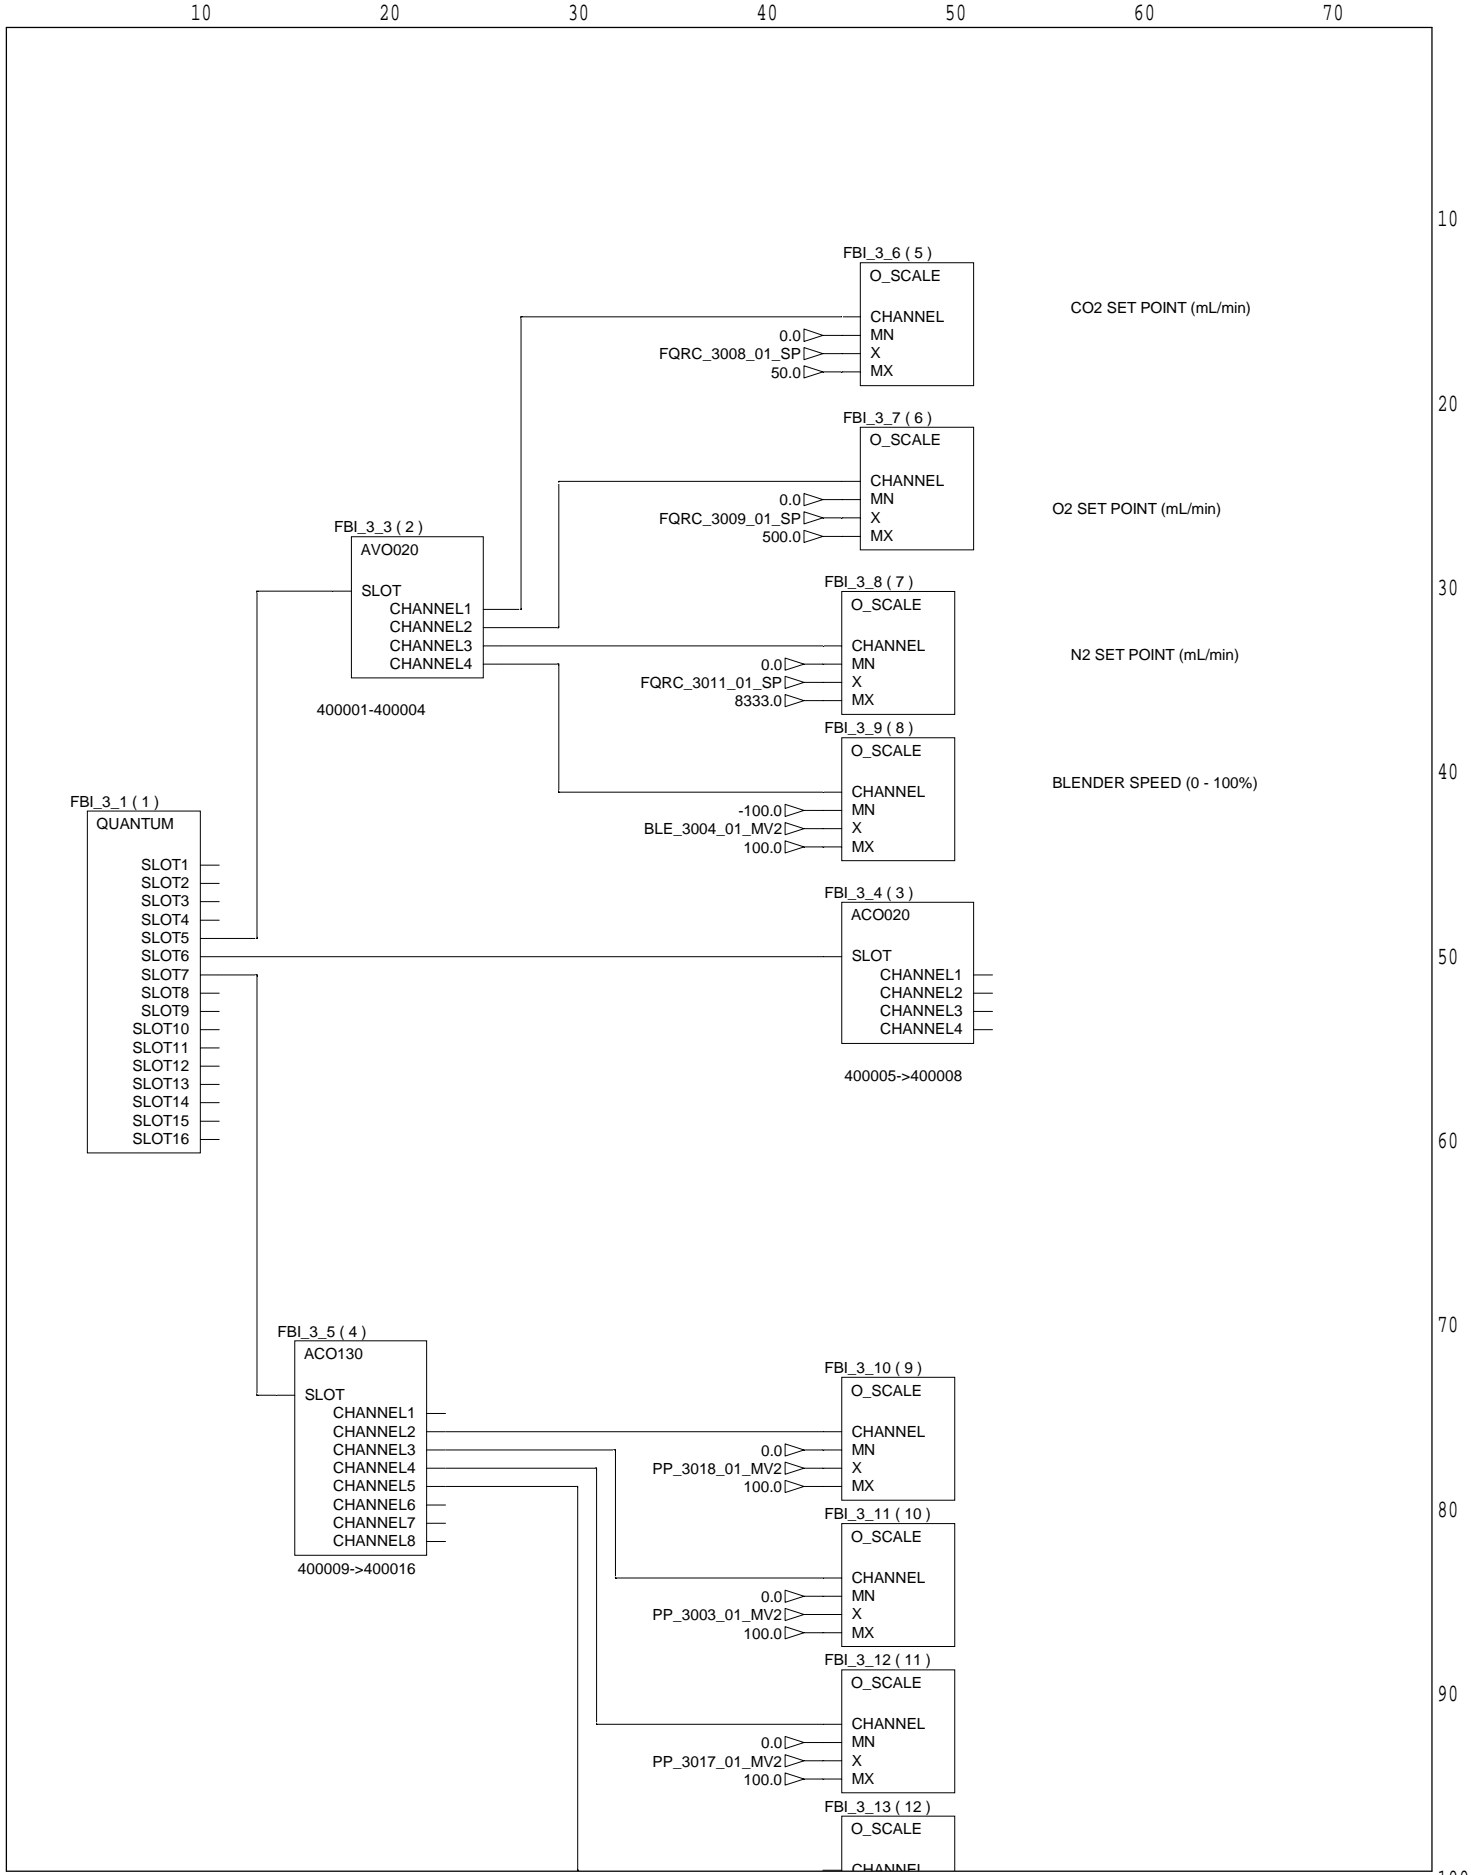 10 20 30 40 50 60 70
10
FBI_3_6 ( 5 )
O_SCALE
CO2 SET POINT (mL/min)
CHANNEL
0.0 MN
FQRC_3008_01_SP X
50.0 MX
20
FBI_3_7 ( 6 )
O_SCALE
CHANNEL
0.0 MN
O2 SET POINT (mL/min)
FQRC_3009_01_SP X
500.0 MX
FBI_3_3 ( 2 )
AVO020
SLOT
CHANNEL1
CHANNEL2
CHANNEL3
CHANNEL4
400001-400004
FBI_3_8 ( 7 )
30
O_SCALE
CHANNEL
N2 SET POINT (mL/min)
0.0 MN
FQRC_3011_01_SP X
8333.0 MX
FBI_3_9 ( 8 )
O_SCALE
40
BLENDER SPEED (0 - 100%)
CHANNEL
-100.0 MN
BLE_3004_01_MV2 X
100.0 MX
FBI_3_1 ( 1 )
QUANTUM
SLOT1
SLOT2
SLOT3
SLOT4
SLOT5
SLOT6
SLOT7
SLOT8
SLOT9
SLOT10
SLOT11
SLOT12
SLOT13
SLOT14
SLOT15
SLOT16
FBI_3_4 ( 3 )
ACO020
SLOT
50
CHANNEL1
CHANNEL2
CHANNEL3
CHANNEL4
400005->400008
60
70
FBI_3_5 ( 4 )
ACO130
SLOT
CHANNEL1
CHANNEL2
CHANNEL3
CHANNEL4
CHANNEL5
CHANNEL6
CHANNEL7
CHANNEL8
400009->400016
FBI_3_10 ( 9 )
O_SCALE
CHANNEL
0.0 MN
PP_3018_01_MV2 X
100.0 MX
80
FBI_3_11 ( 10 )
O_SCALE
CHANNEL
0.0 MN
PP_3003_01_MV2 X
100.0 MX
FBI_3_12 ( 11 )
O_SCALE
90
CHANNEL
0.0 MN
PP_3017_01_MV2 X
100.0 MX
FBI_3_13 ( 12 )
O_SCALE
CHANNEL